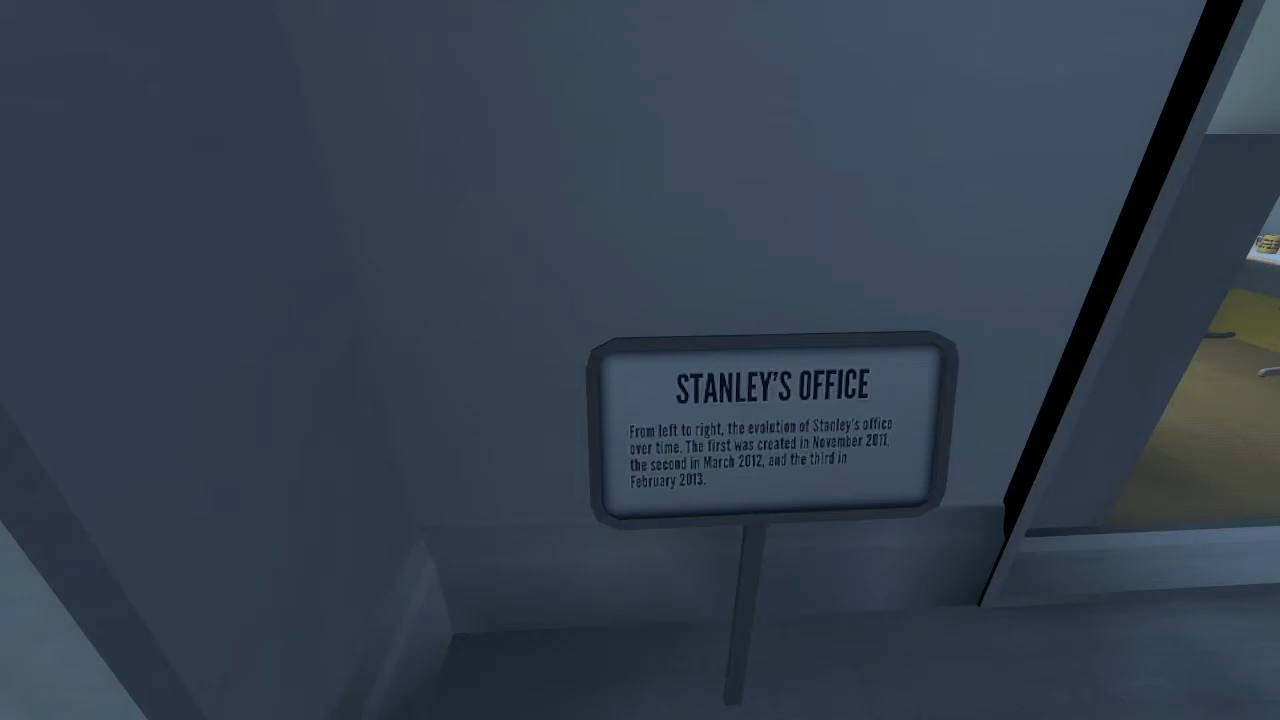 STANLEY'S OFFICE
From left to right, the evolution of Stanley's office
over time. The first was created in November 2011,
the second in March 2012, and the third in
February 2013.